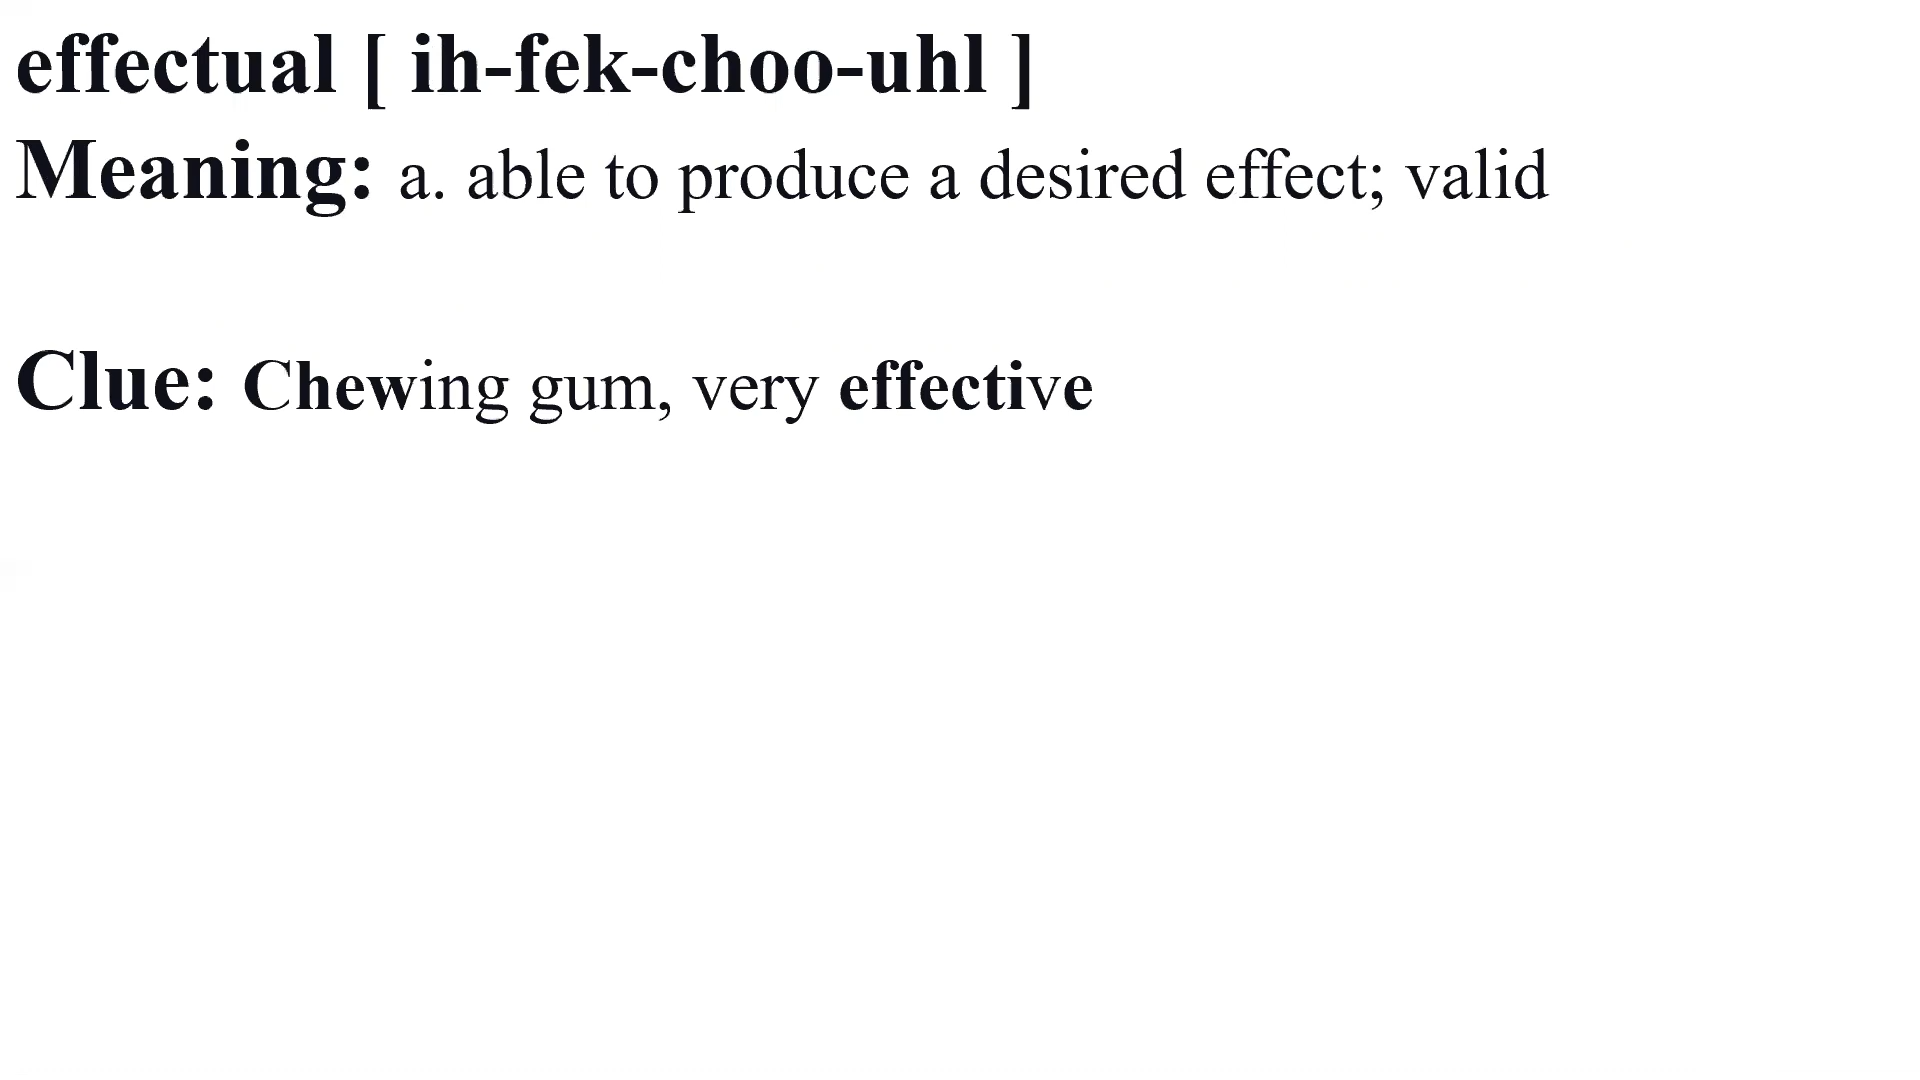 effectual [ ih-fek-choo-uhl ]
Meaning: a. able to produce a desired effect; valid
Clue: Chewing gum, very effective